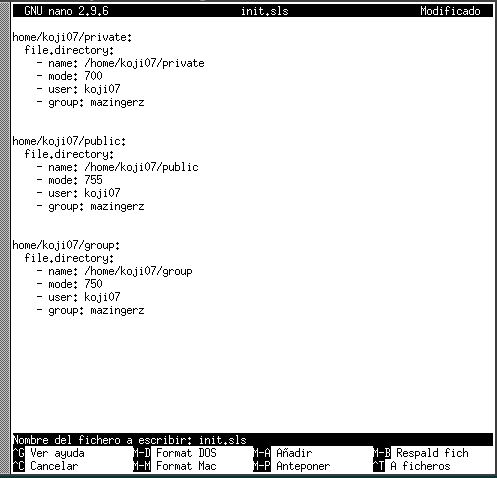 GNU nano 2.9.6 init.sls Modificado
home/koji07/private:
file.directory:
- name: /home/koji07/private
- mode: 700
- user: koji07
- group: mazingerz
home/koji07/public:
file.directory:
- name: /home/koji07/public
- mode: 755
- user: koji07
- group: mazingerz
home/koji07/group:
file.directory:
- name: /home/koji07/group
- mode: 750
- user: koji07
- group: mazingerz
Nombre del fichero a escribir: init.sls
^G Ver ayuda M-D Format DOS M-A Añadir M-B Respald fich
^C Cancelar M-M Format Mac M-P Anteponer ^T A ficheros